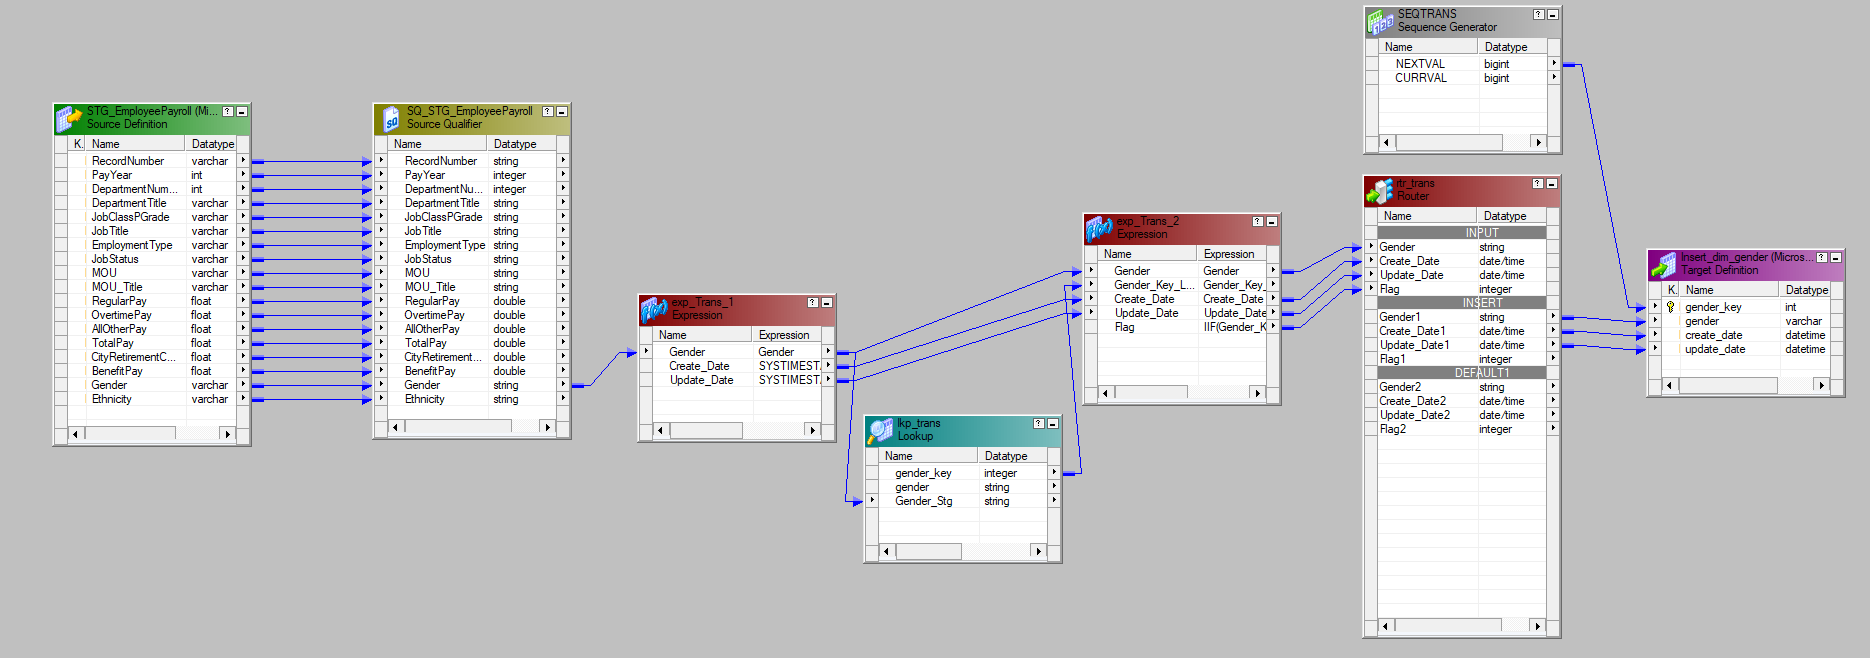 STG_EmployeePayroll (Mi...
Source Definition
K. Name Datatype
RecordNumber varchar
PayYear int
DepartmentNum... int
DepartmentTitle varchar
JobClassPGrade varchar
JobTitle varchar
EmploymentType varchar
JobStatus varchar
MOU varchar
MOU_Title varchar
RegularPay float
OvertimePay float
AllOtherPay float
TotalPay float
CityRetirementC... float
BenefitPay float
Gender varchar
Ethnicity varchar
SQ_STG_EmployeePayroll
Source Qualifier
Name Datatype
RecordNumber string
PayYear integer
DepartmentNu... integer
DepartmentTitle string
JobClassPGrade string
JobTitle string
EmploymentType string
JobStatus string
MOU string
MOU_Title string
RegularPay double
OvertimePay double
AllOtherPay double
TotalPay double
CityRetirement... double
BenefitPay double
Gender string
Ethnicity string
exp_Trans_1
Expression
Name Expression
Gender Gender
Create_Date SYSTIMEST
Update_Date SYSTIMEST
lkp_trans
Lookup
Name Datatype
gender_key integer
gender string
Gender_Stg string
exp_Trans_2
Expression
Name Expression
Gender Gender
Gender_Key_L... Gender_Key_
Create_Date Create_Date
Update_Date Update_Date
Flag IIF(Gender_K
SEQTRANS
Sequence Generator
Name Datatype
NEXTVAL bigint
CURRVAL bigint
rtr_trans
Router
Name Datatype
INPUT
Gender string
Create_Date date/time
Update_Date date/time
Flag integer
INSERT
Gender1 string
Create_Date1 date/time
Update_Date1 date/time
Flag1 integer
DEFAULT1
Gender2 string
Create_Date2 date/time
Update_Date2 date/time
Flag2 integer
Insert_dim_gender (Micros...
Target Definition
K. Name Datatype
gender_key int
gender varchar
create_date datetime
update_date datetime